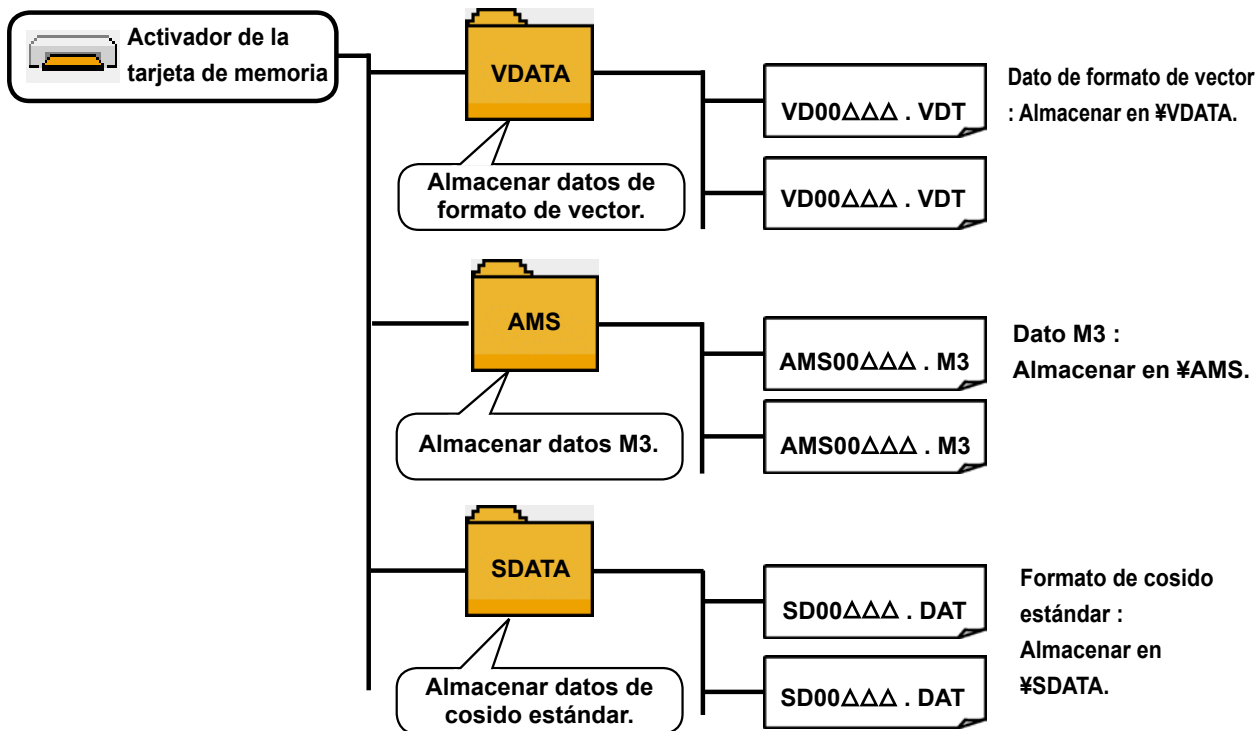 Activador de la
tarjeta de memoria
VDATA
Almacenar datos de
formato de vector.
VD00△△△ . VDT
VD00△△△ . VDT
Dato de formato de vector
: Almacenar en ¥VDATA.
AMS
Almacenar datos M3.
AMS00△△△ . M3
AMS00△△△ . M3
Dato M3 :
Almacenar en ¥AMS.
SDATA
Almacenar datos de
cosido estándar.
SD00△△△ . DAT
SD00△△△ . DAT
Formato de cosido
estándar :
Almacenar en
¥SDATA.